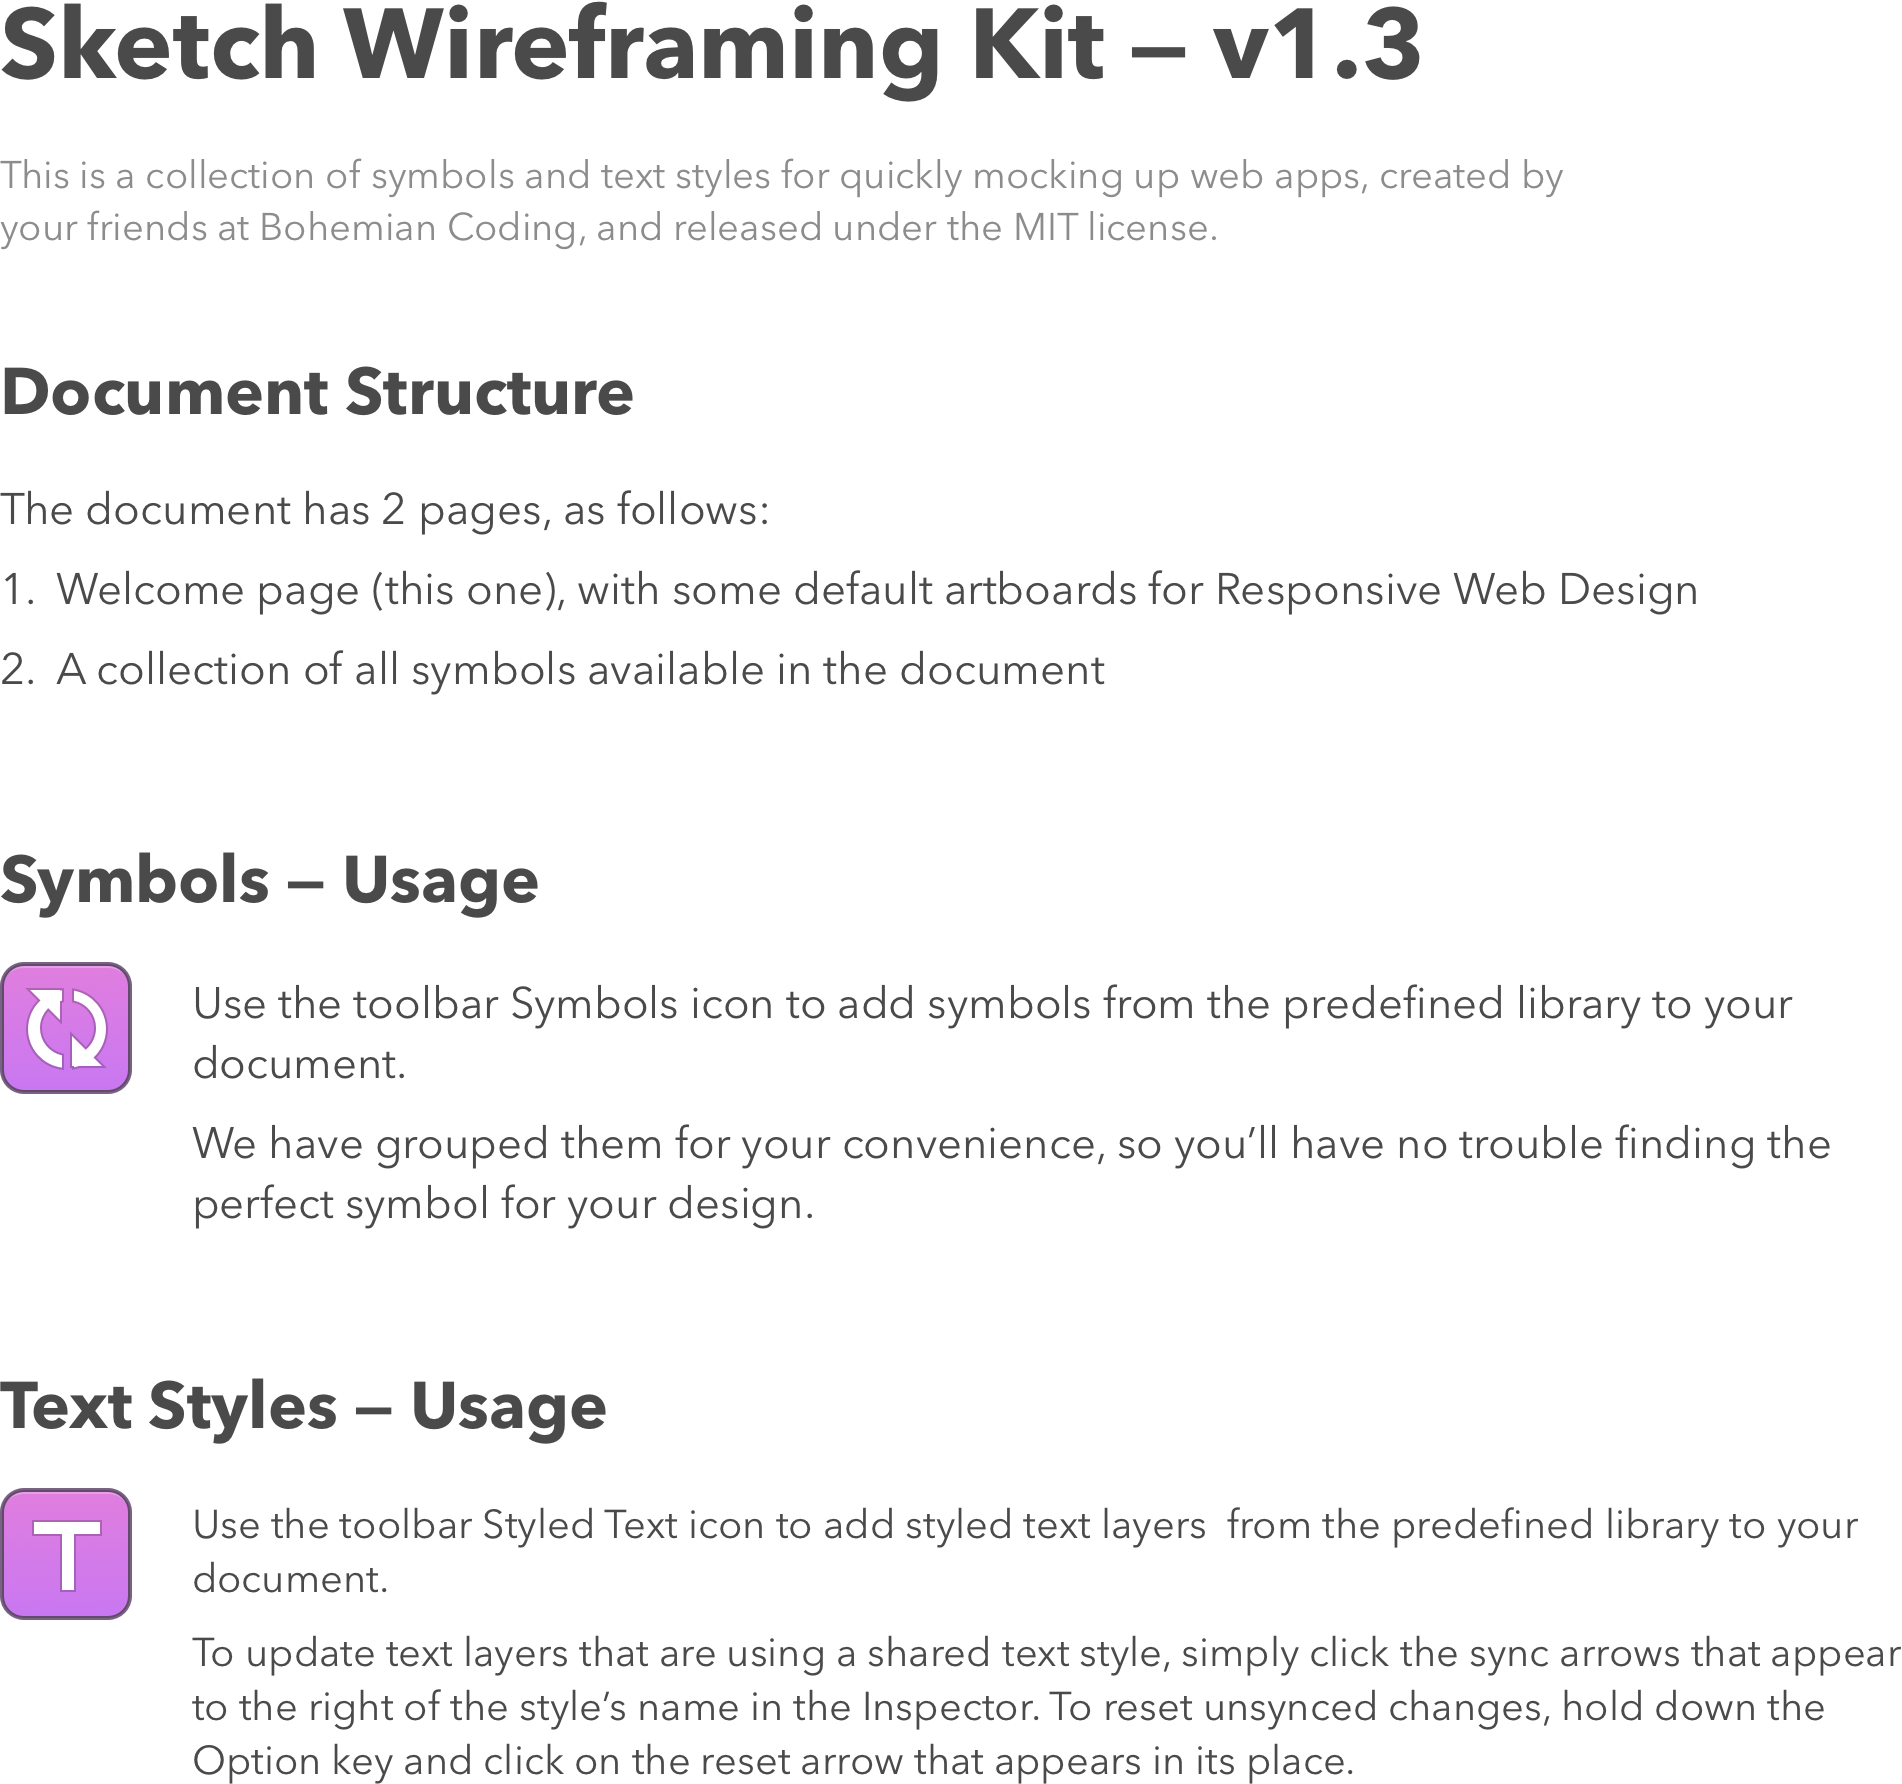 Sketch Wireframing Kit — v1.3
This is a collection of symbols and text styles for quickly mocking up web apps, created by
your friends at Bohemian Coding, and released under the MIT license.
Document Structure
The document has 2 pages, as follows:
1. Welcome page (this one), with some default artboards for Responsive Web Design
2. A collection of all symbols available in the document
Symbols — Usage
Use the toolbar Symbols icon to add symbols from the predefined library to your
document.
We have grouped them for your convenience, so you’ll have no trouble finding the
perfect symbol for your design.
Text Styles — Usage
T
Use the toolbar Styled Text icon to add styled text layers  from the predefined library to your
document.
To update text layers that are using a shared text style, simply click the sync arrows that appear
to the right of the style’s name in the Inspector. To reset unsynced changes, hold down the
Option key and click on the reset arrow that appears in its place.